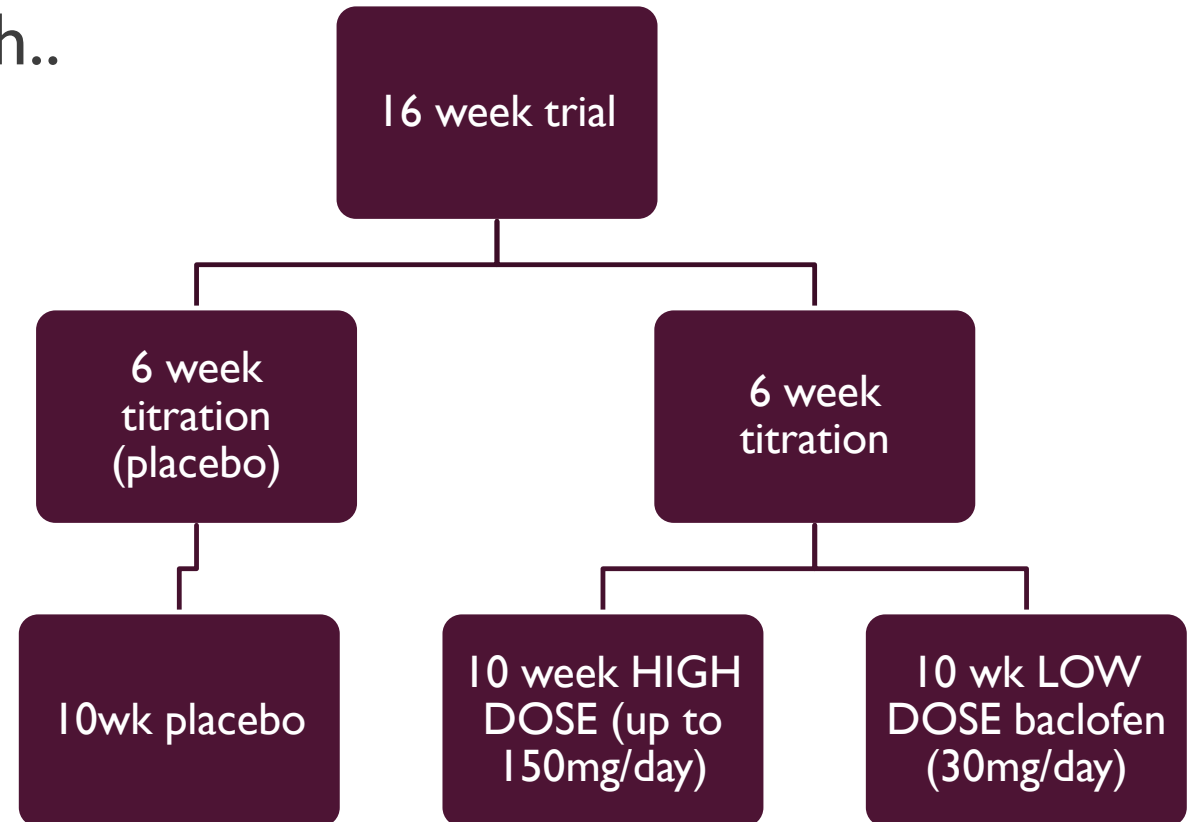 h..
16 week trial
6 week
titration
(placebo)
6 week
titration
10wk placebo
10 week HIGH
DOSE (up to
150mg/day)
10 wk LOW
DOSE baclofen
(30mg/day)